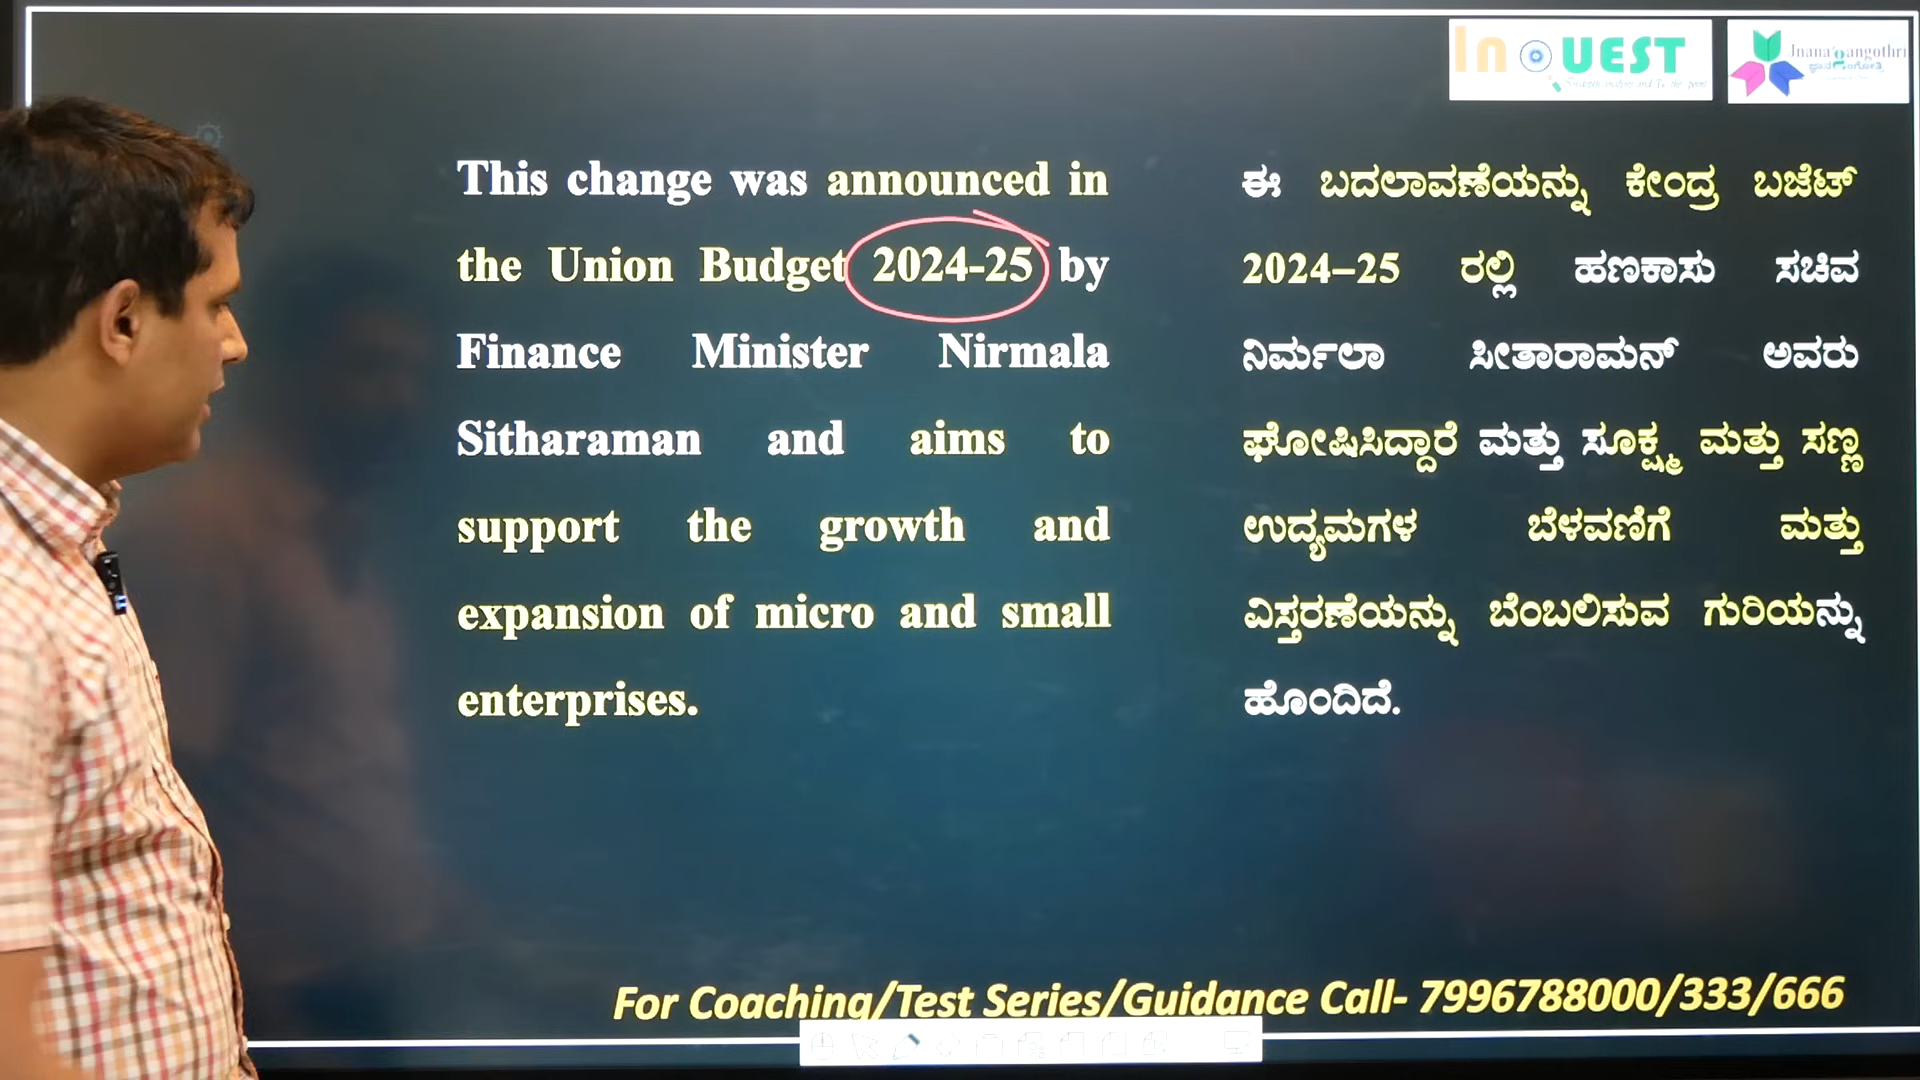 In QUEST
Jnana gangothri
ಜ್ಞಾನ ಗಂಗೋತ್ರಿ
This change was announced in
the Union Budget 2024-25 by
Finance Minister Nirmala
Sitharaman and aims to
support the growth and
expansion of micro and small
enterprises.
ಈ ಬದಲಾವಣೆಯನ್ನು ಕೇಂದ್ರ ಬಜೆಟ್
2024–25 ರಲ್ಲಿ ಹಣಕಾಸು ಸಚಿವ
ನಿರ್ಮಲಾ ಸೀತಾರಾಮನ್ ಅವರು
ಘೋಷಿಸಿದ್ದಾರೆ ಮತ್ತು ಸೂಕ್ಷ್ಮ ಮತ್ತು ಸಣ್ಣ
ಉದ್ಯಮಗಳ ಬೆಳವಣಿಗೆ ಮತ್ತು
ವಿಸ್ತರಣೆಯನ್ನು ಬೆಂಬಲಿಸುವ ಗುರಿಯನ್ನು
ಹೊಂದಿದೆ.
For Coaching/Test Series/Guidance Call- 7996788000/333/666